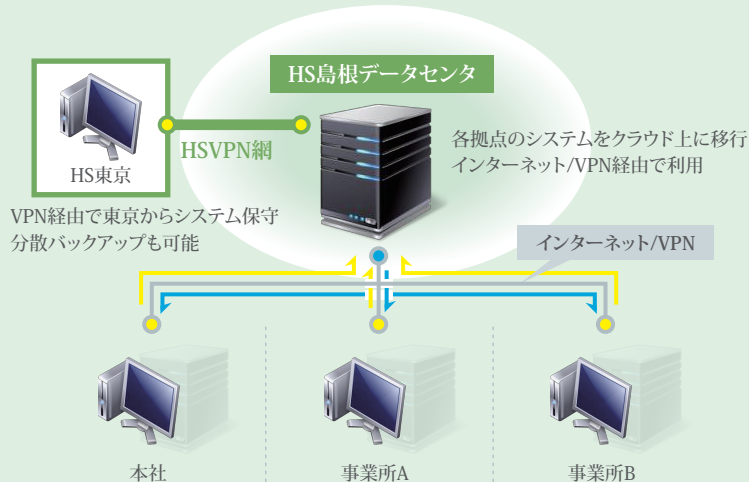 HS島根データセンタ
HS東京
HSVPN網
各拠点のシステムをクラウド上に移行
インターネット/VPN経由で利用
VPN経由で東京からシステム保守
分散バックアップも可能
インターネット/VPN
本社
事業所A
事業所B